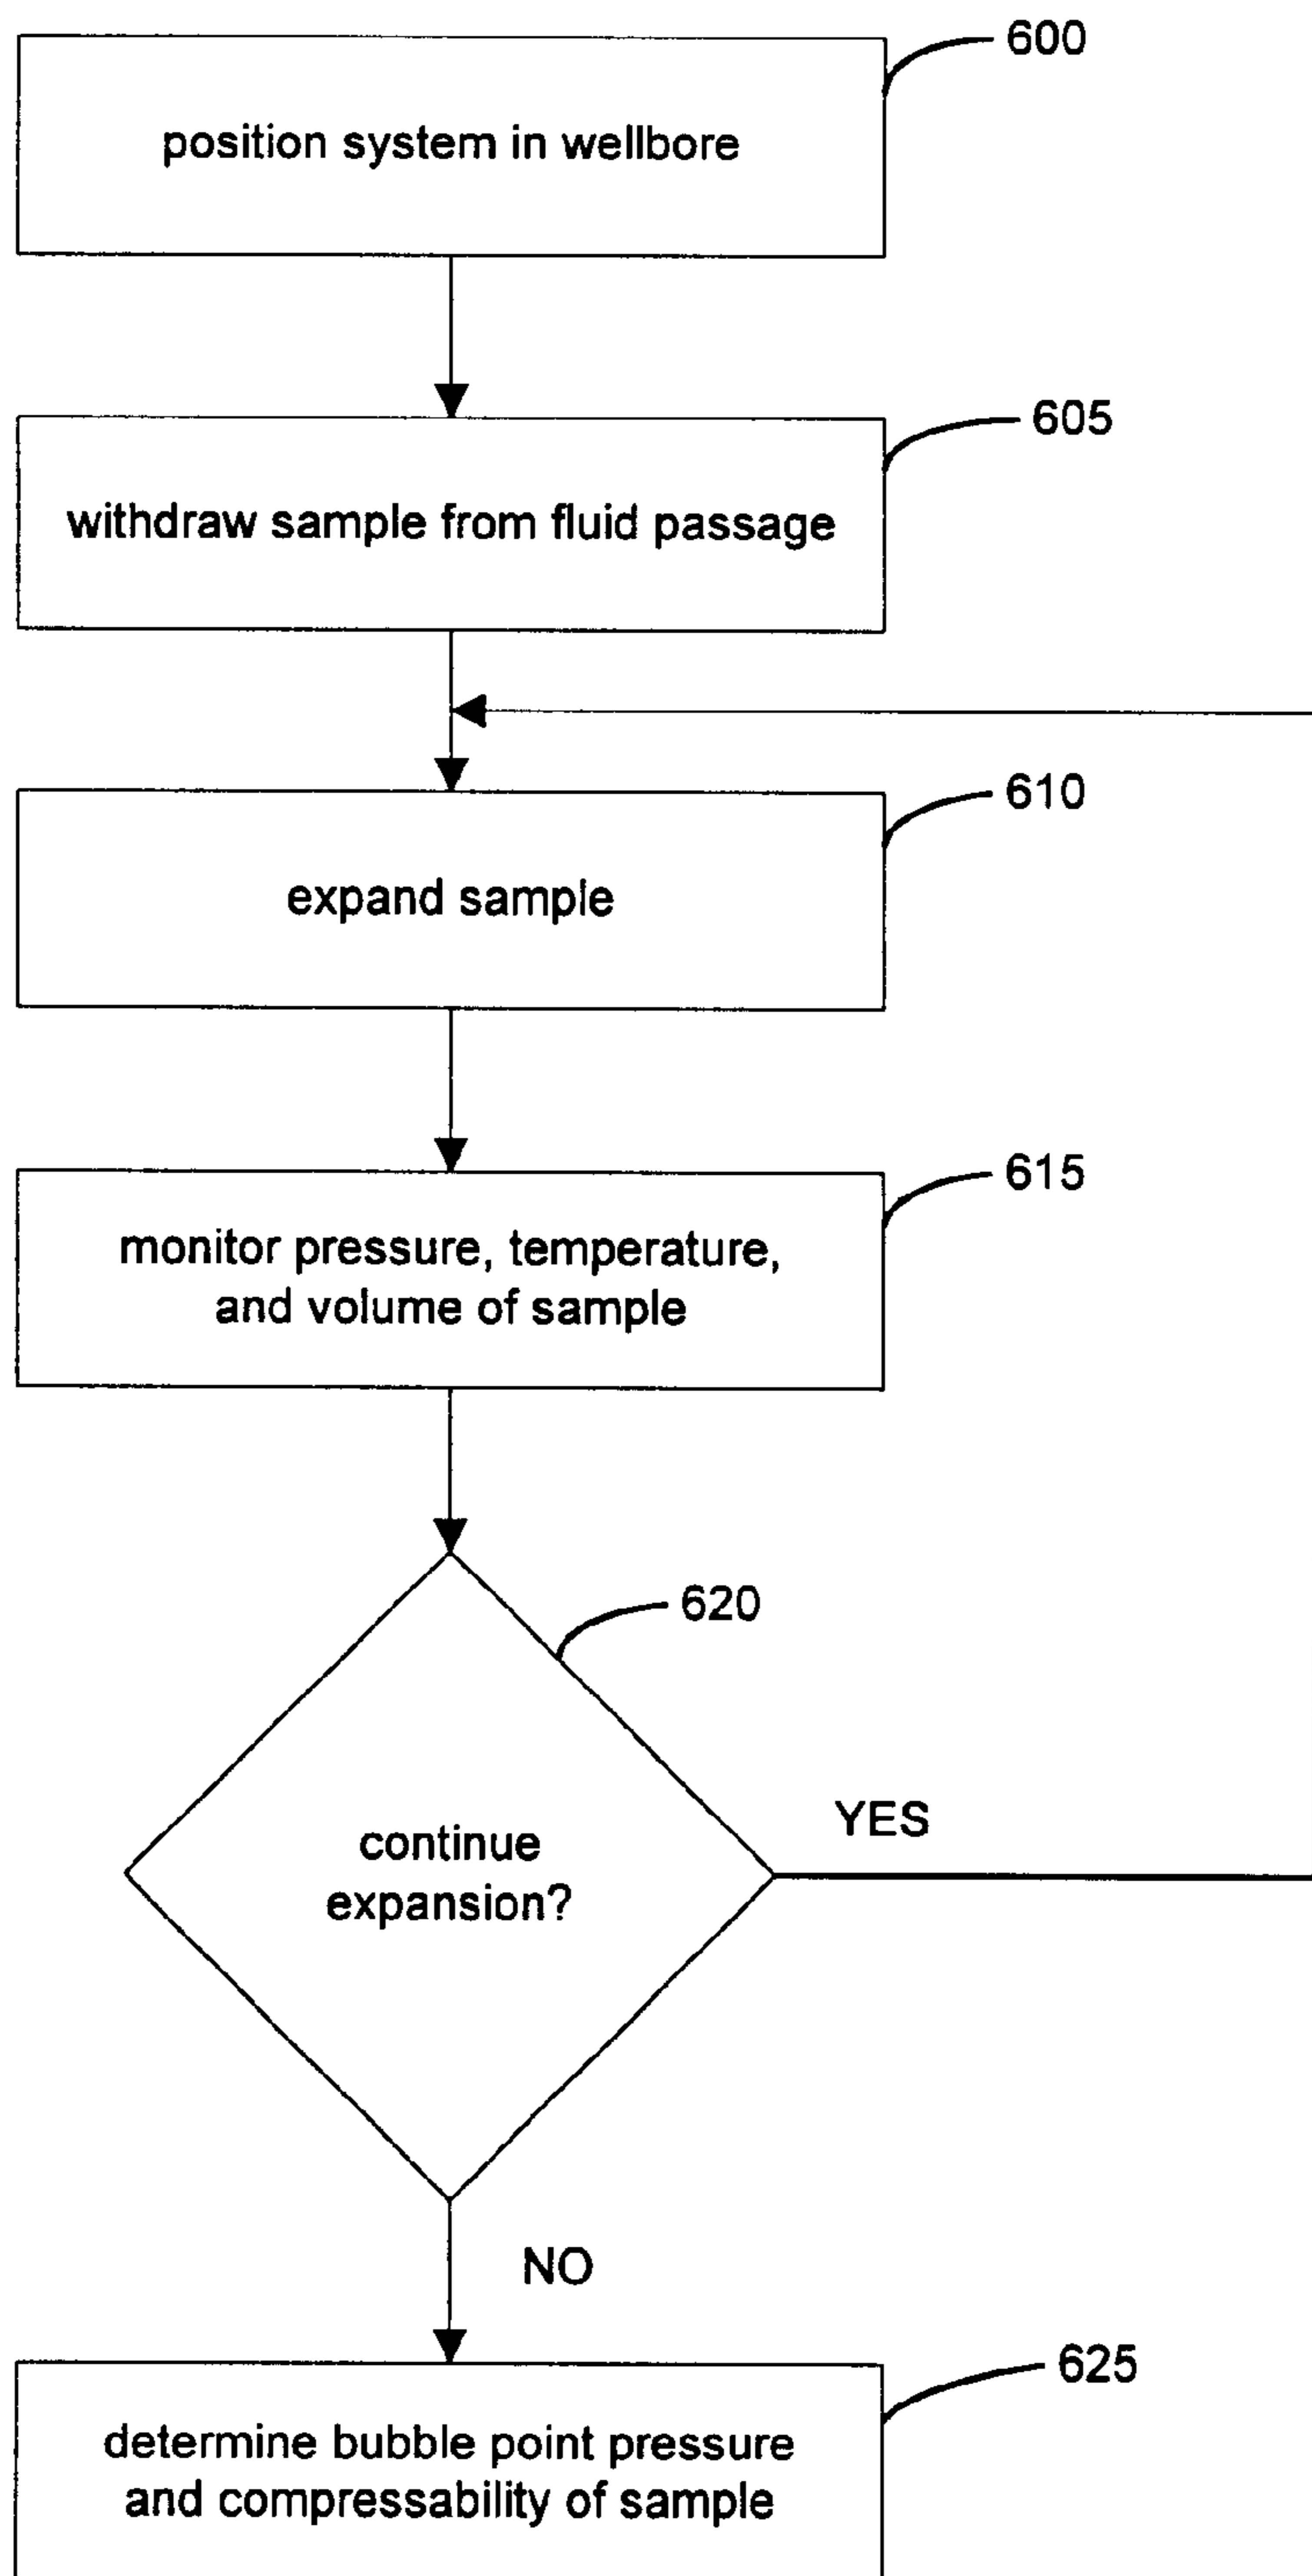 600
position system in wellbore
605
withdraw sample from fluid passage
610
expand sample
615
monitor pressure, temperature,
and volume of sample
620
continue
expansion?
YES
NO
625
determine bubble point pressure
and compressability of sample